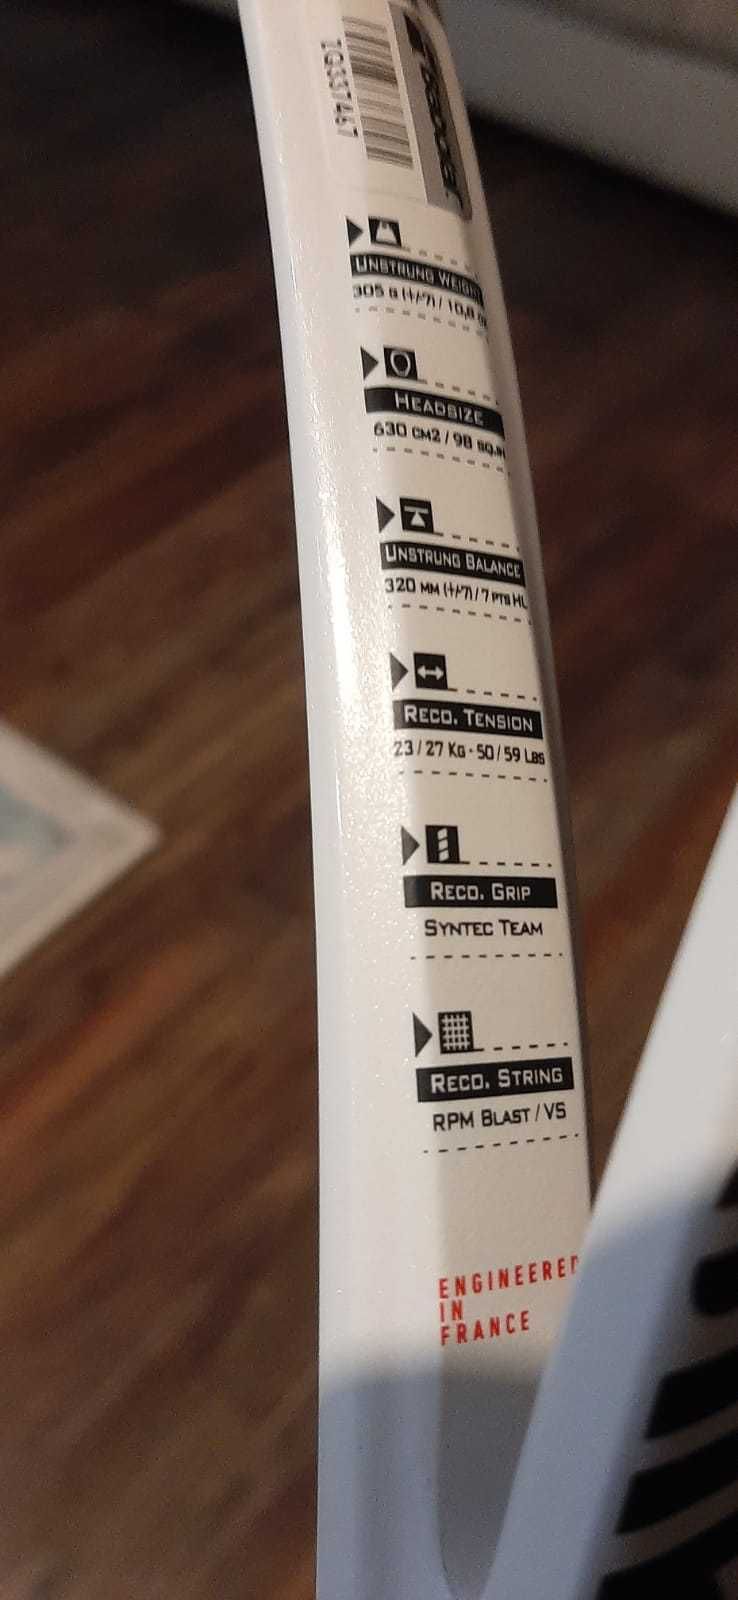 TG337467
UNSTRUNG WEIGHT
305 G (+/-7) / 10,8
HEADSIZE
630 CM2 / 98 SQ.IN
UNSTRUNG BALANCE
320 MM (+/-7) / 7 PTS HL
RECO. TENSION
23 / 27 KG - 50 / 59 LBS
RECO. GRIP
SYNTEC TEAM
RECO. STRING
RPM BLAST / VS
ENGINEERED
IN
FRANCE